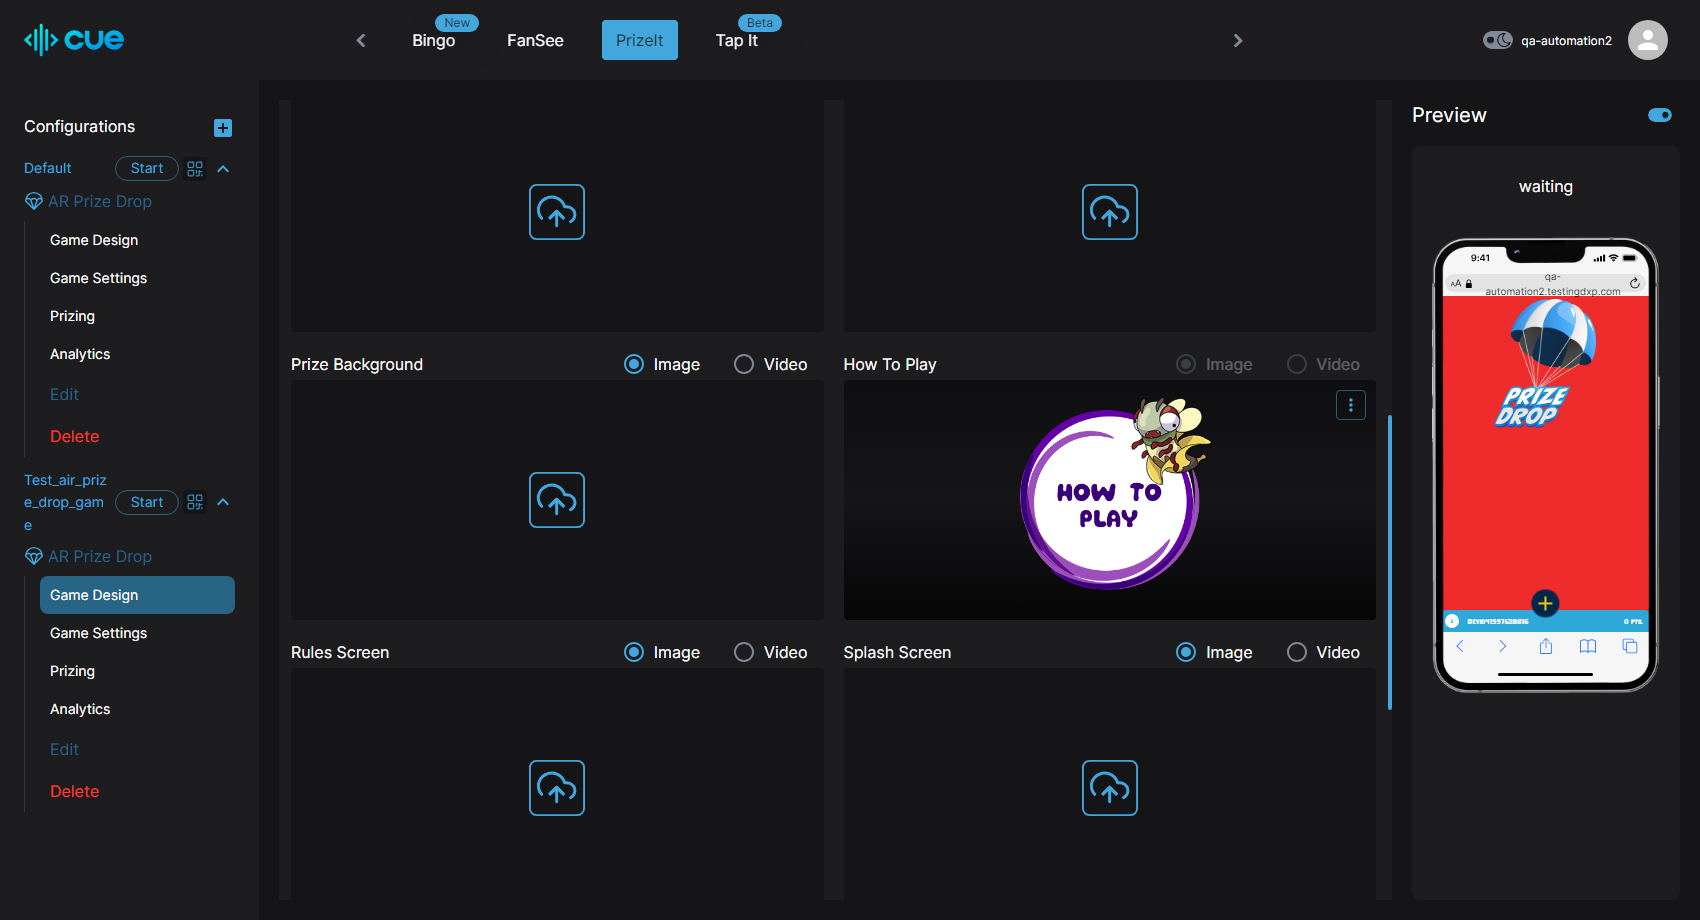 cue
New
Bingo
FanSee
PrizeIt
Beta
Tap It
qa-automation2
Configurations
Default
Start
AR Prize Drop
Game Design
Game Settings
Prizing
Analytics
Edit
Delete
Test_air_priz
e_drop_gam
e
Start
AR Prize Drop
Game Design
Game Settings
Prizing
Analytics
Edit
Delete
Prize Background
Image
Video
How To Play
Image
Video
HOW TO
PLAY
Rules Screen
Image
Video
Splash Screen
Image
Video
Preview
waiting
9:41
AA
qa-
automation2.testingdxp.com
PRIZE
DROP
0 PTS.